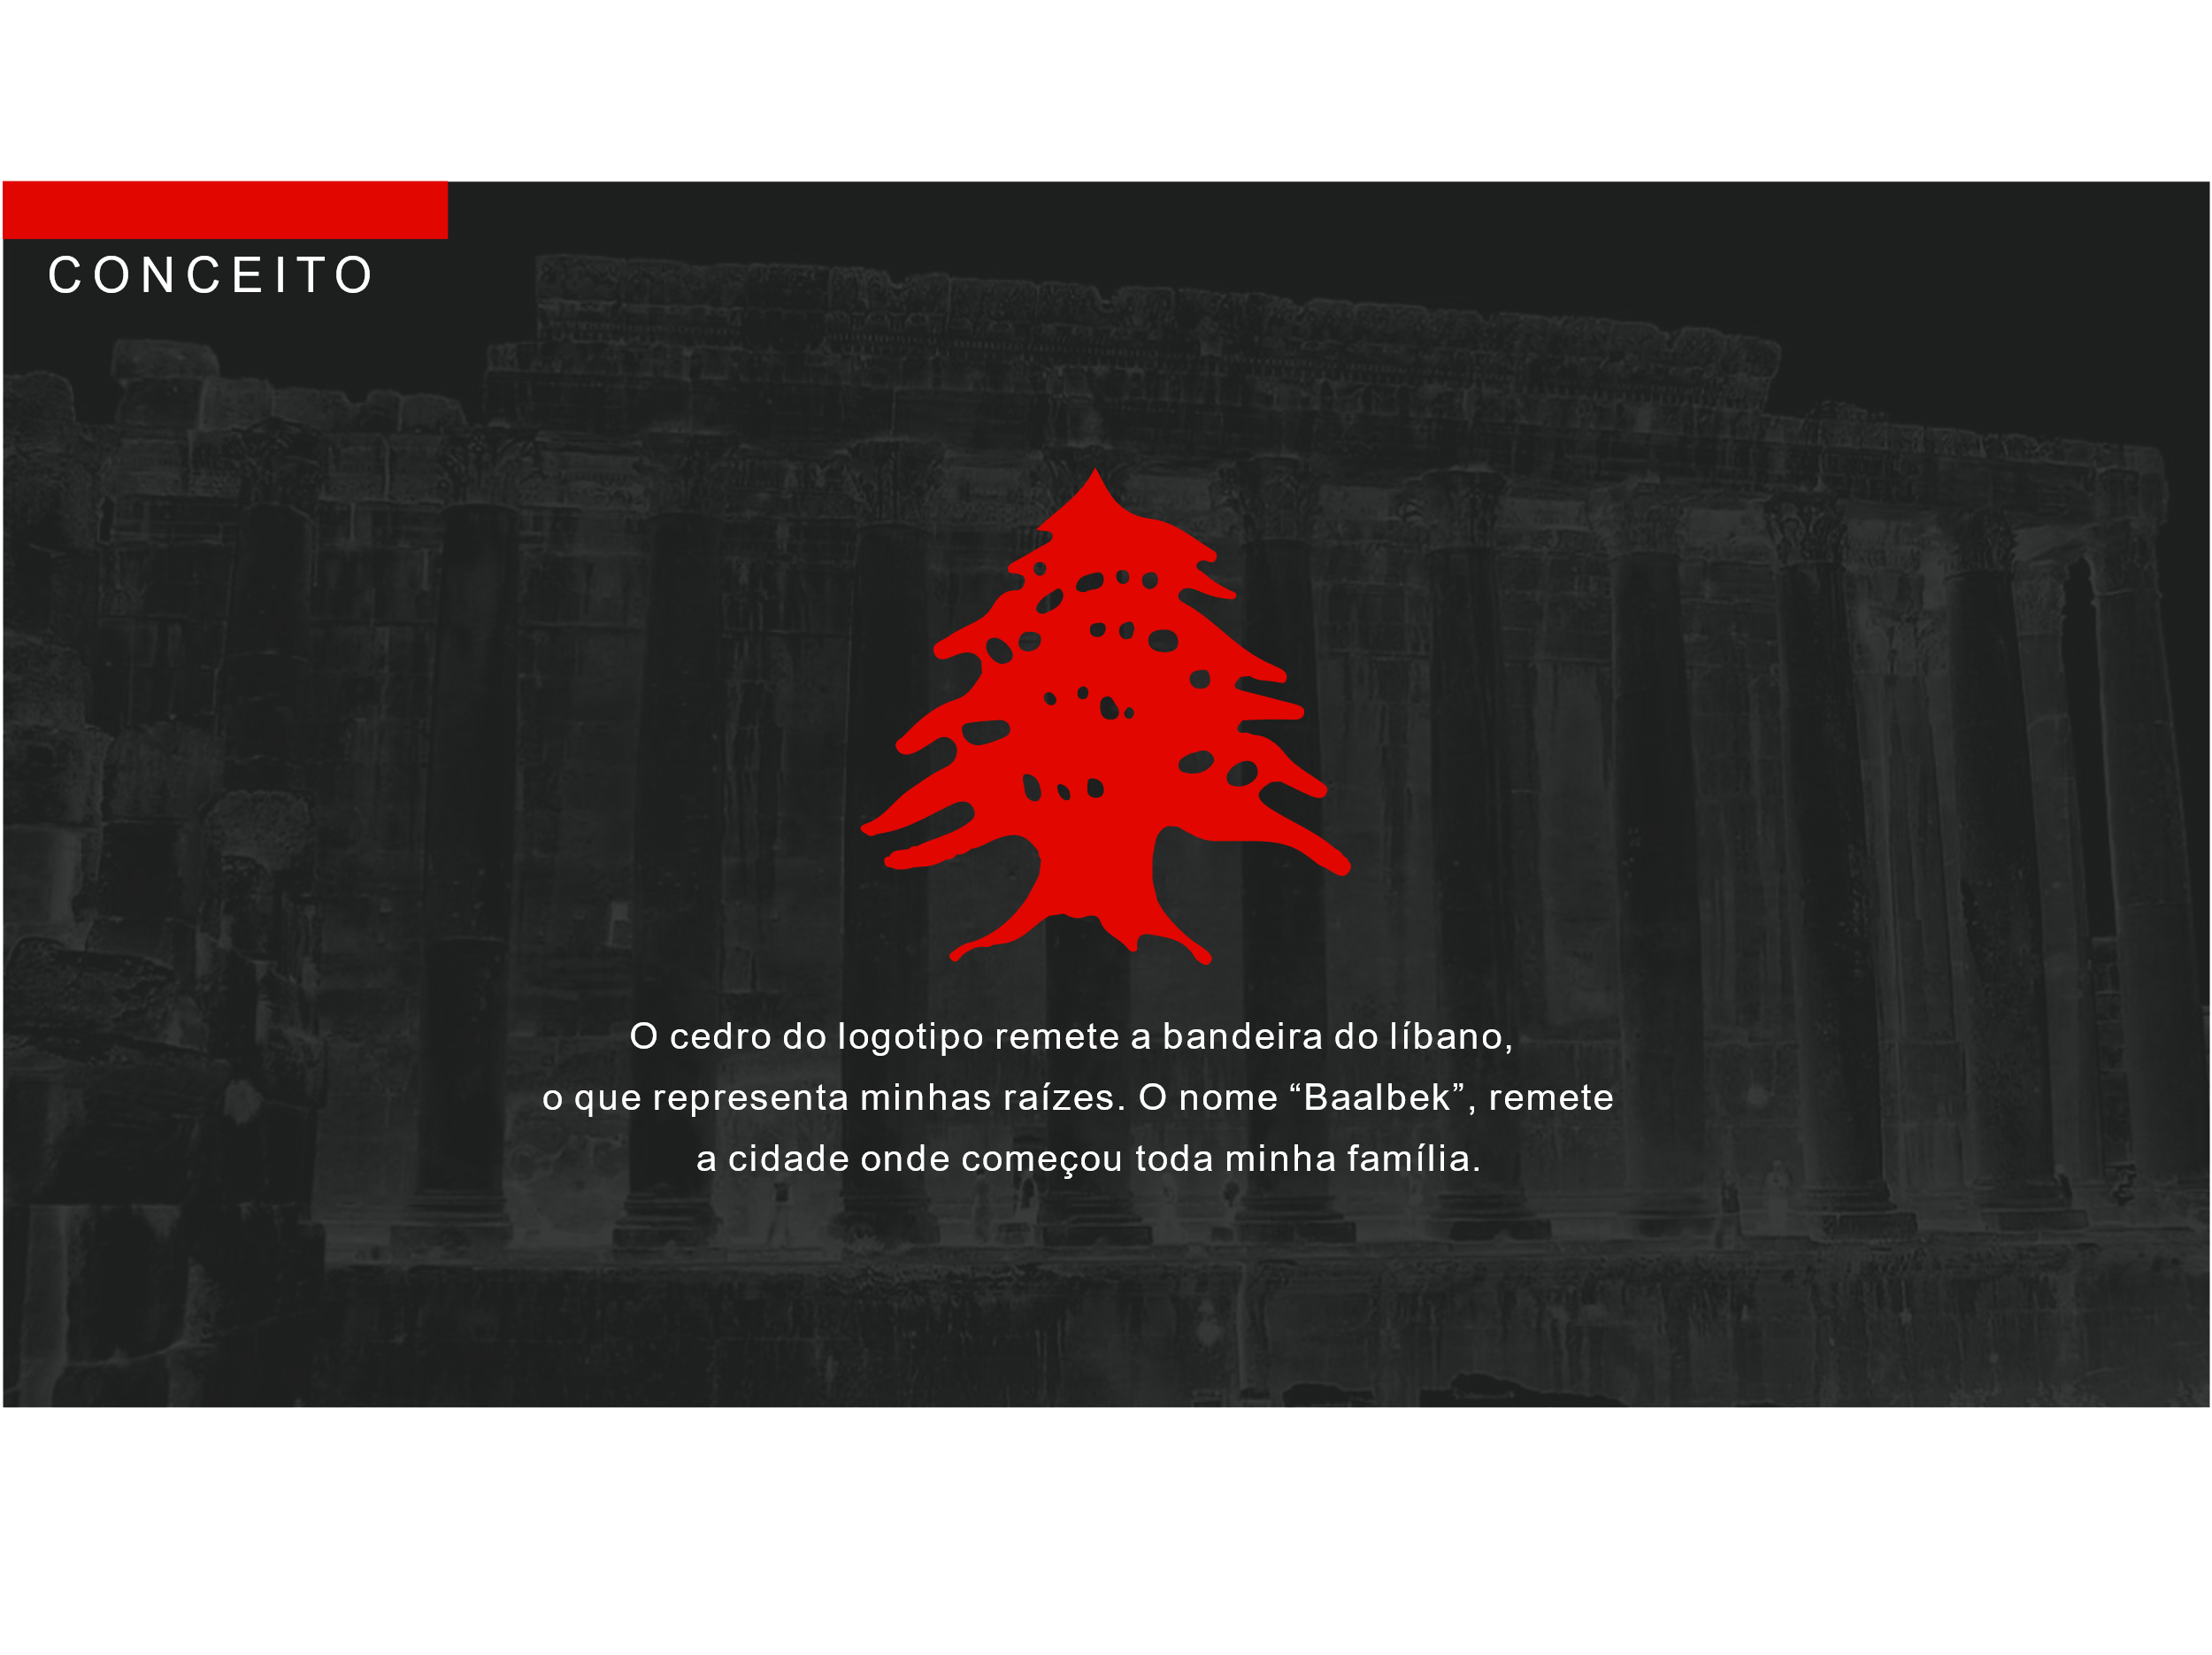 CONCEITO
O cedro do logotipo remete a bandeira do líbano,
o que representa minhas raízes. O nome “Baalbek”, remete
a cidade onde começou toda minha família.